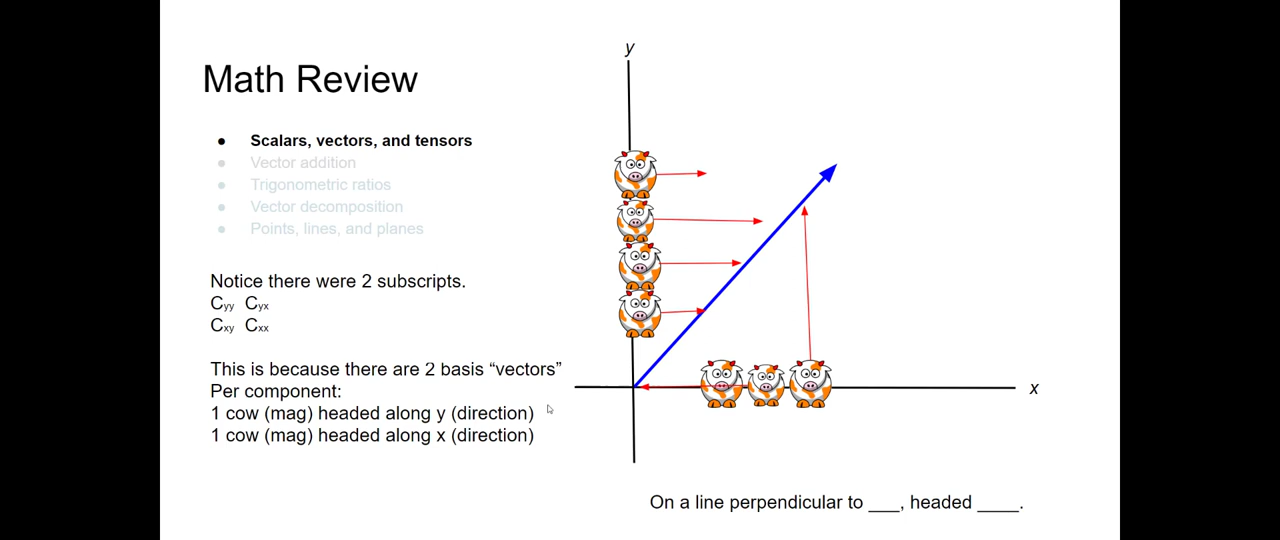 Math Review
• Scalars, vectors, and tensors
• Vector addition
• Trigonometric ratios
• Vector decomposition
• Points, lines, and planes
Notice there were 2 subscripts.
Cyy Cyx
Cxy Cxx
This is because there are 2 basis “vectors”
Per component:
1 cow (mag) headed along y (direction)
1 cow (mag) headed along x (direction)
y
x
On a line perpendicular to ___, headed ____.